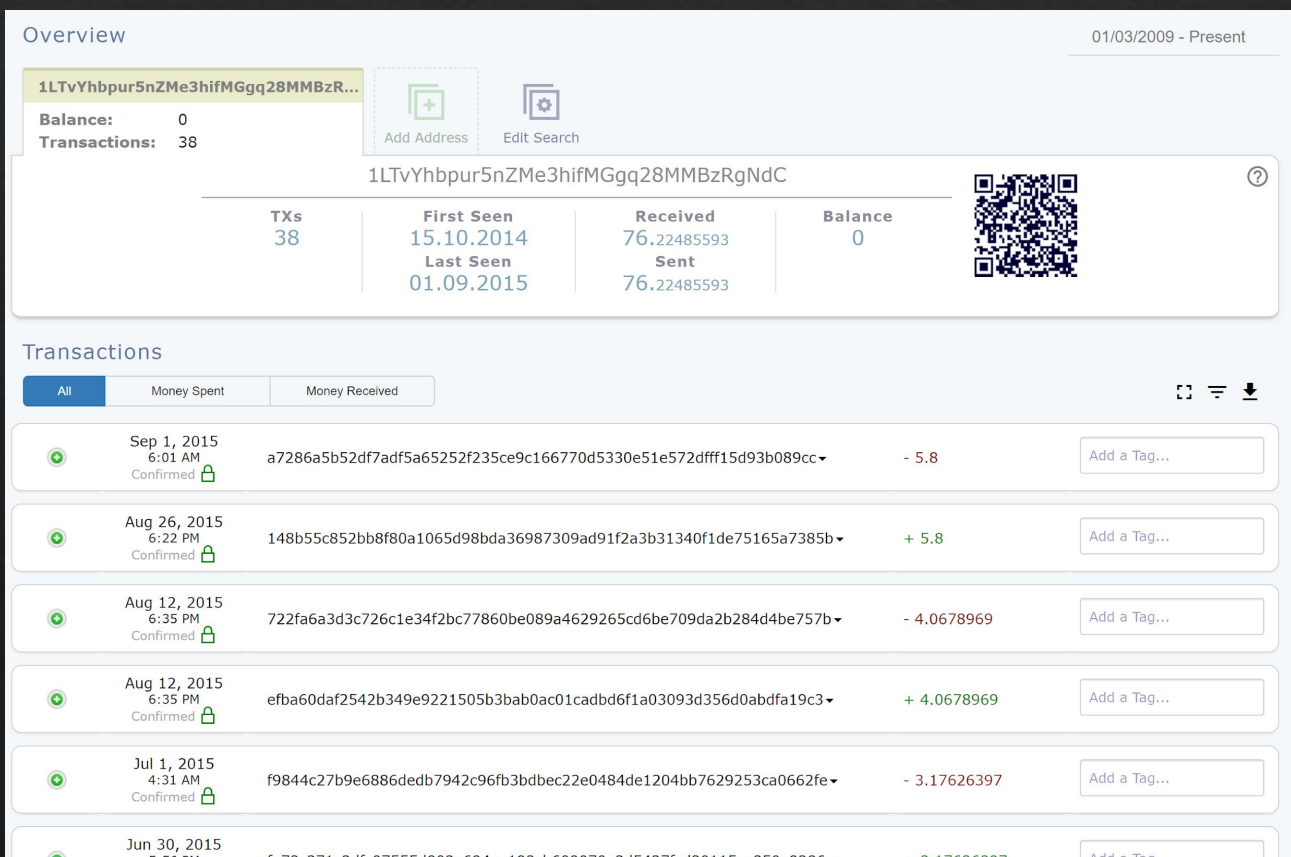 Overview
01/03/2009 - Present
1LTvYhbpur5nZMe3hifMGgq28MMBzR...
Balance: 0
Transactions: 38
Add Address
Edit Search
1LTvYhbpur5nZMe3hifMGgq28MMBzRgNdC
TXs
38
First Seen
15.10.2014
Last Seen
01.09.2015
Received
76.22485593
Sent
76.22485593
Balance
0
Transactions
All
Money Spent
Money Received
Sep 1, 2015
6:01 AM
Confirmed
a7286a5b52df7adf5a65252f235ce9c166770d5330e51e572dfff15d93b089cc
- 5.8
Add a Tag...
Aug 26, 2015
6:22 PM
Confirmed
148b55c852bb8f80a1065d98bda36987309ad91f2a3b31340f1de75165a7385b
+ 5.8
Add a Tag...
Aug 12, 2015
6:35 PM
Confirmed
722fa6a3d3c726c1e34f2bc77860be089a4629265cd6be709da2b284d4be757b
- 4.0678969
Add a Tag...
Aug 12, 2015
6:35 PM
Confirmed
efba60daf2542b349e9221505b3bab0ac01cadbd6f1a03093d356d0abdfa19c3
+ 4.0678969
Add a Tag...
Jul 1, 2015
4:31 AM
Confirmed
f9844c27b9e6886dedb7942c96fb3bdbec22e0484de1204bb7629253ca0662fe
- 3.17626397
Add a Tag...
Jun 30, 2015